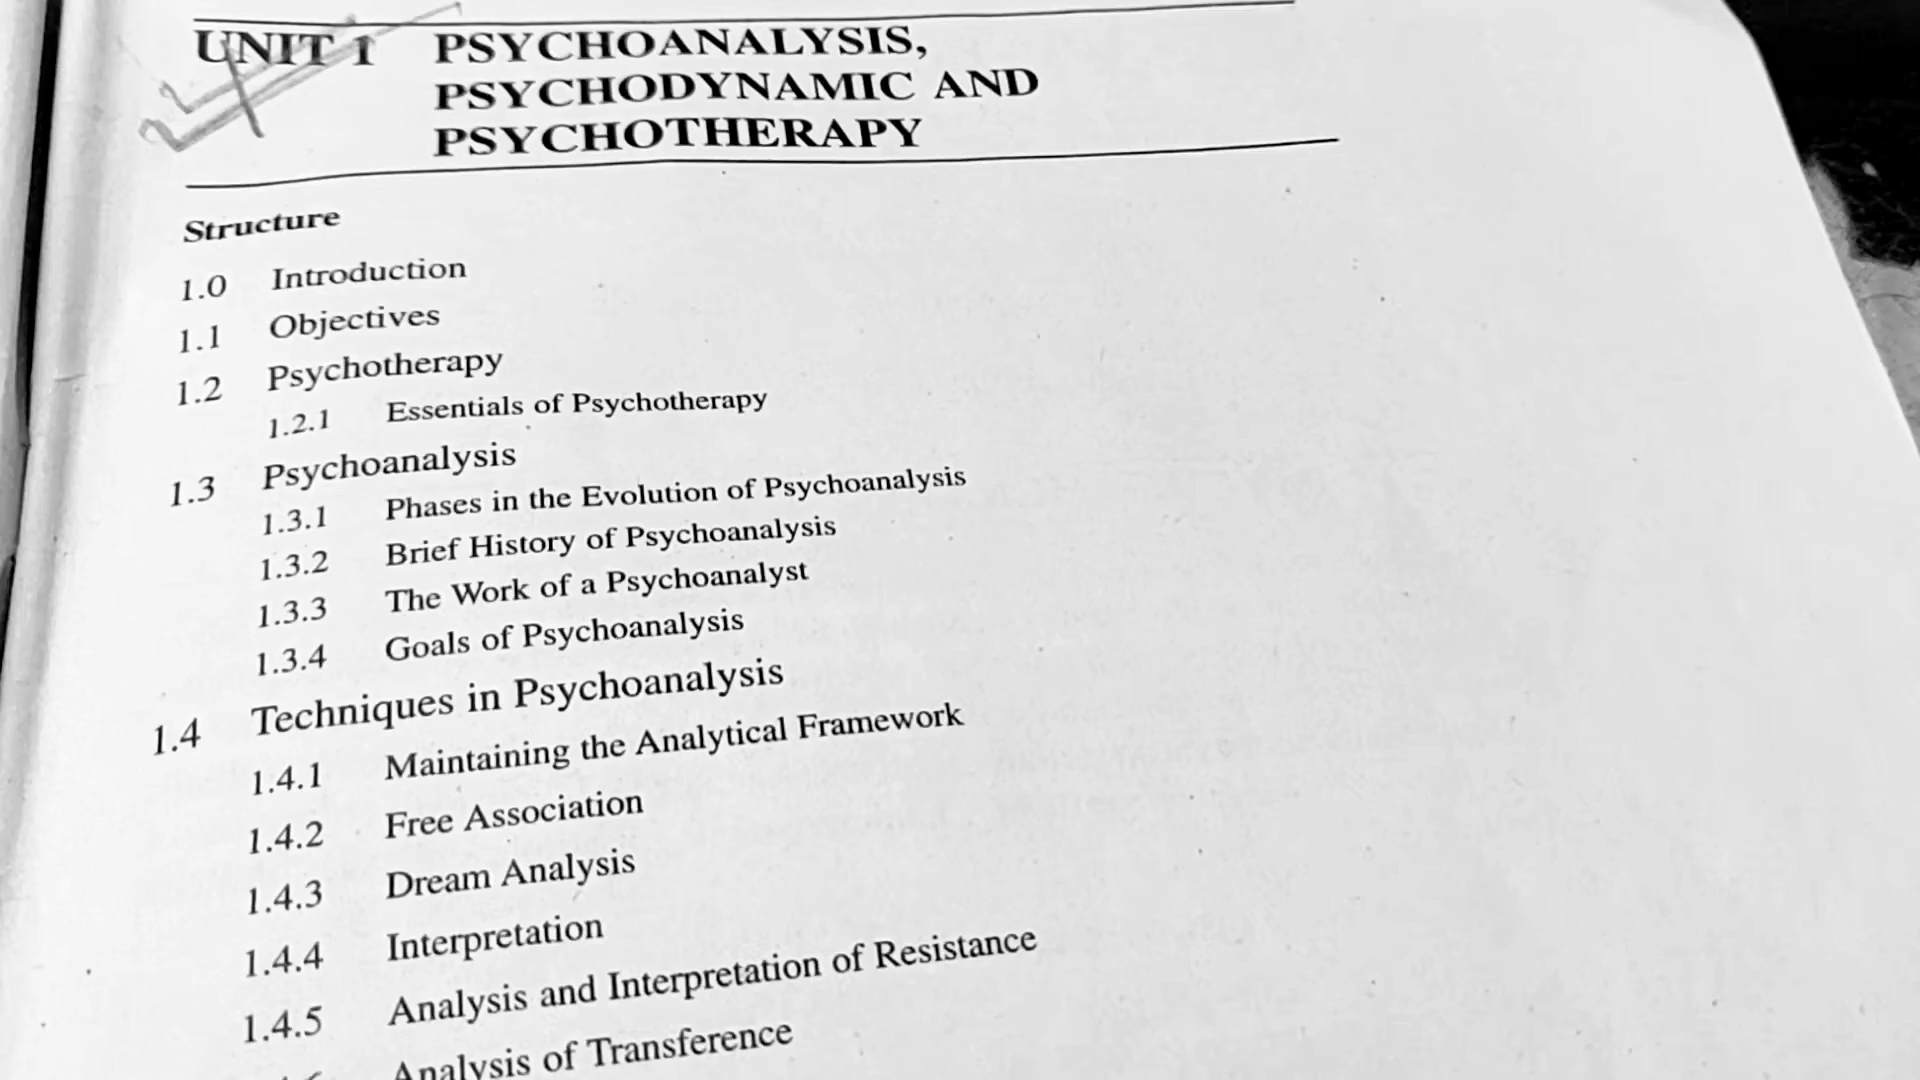 UNIT 1 PSYCHOANALYSIS,
PSYCHODYNAMIC AND
PSYCHOTHERAPY
Structure
1.0 Introduction
1.1 Objectives
1.2 Psychotherapy
1.2.1 Essentials of Psychotherapy
1.3 Psychoanalysis
1.3.1 Phases in the Evolution of Psychoanalysis
1.3.2 Brief History of Psychoanalysis
1.3.3 The Work of a Psychoanalyst
1.3.4 Goals of Psychoanalysis
1.4 Techniques in Psychoanalysis
1.4.1 Maintaining the Analytical Framework
1.4.2 Free Association
1.4.3 Dream Analysis
1.4.4 Interpretation
1.4.5 Analysis and Interpretation of Resistance
Analysis of Transference